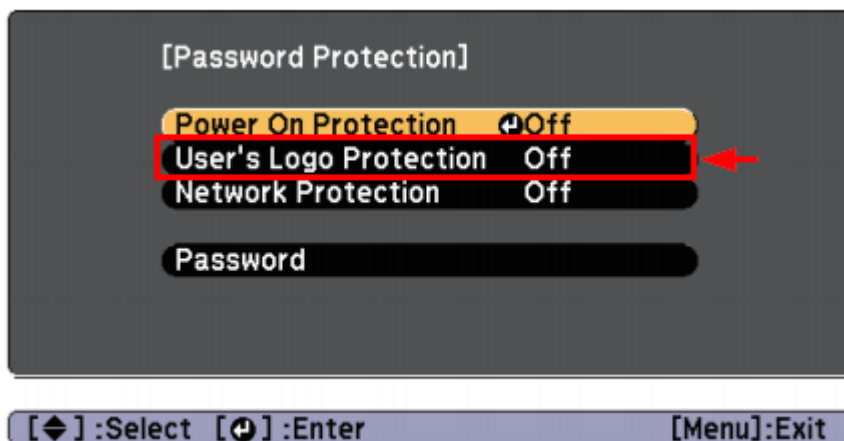 [Password Protection]
Power On Protection Off
User's Logo Protection Off
Network Protection Off
Password
[ ] :Select [ ] :Enter [Menu]:Exit